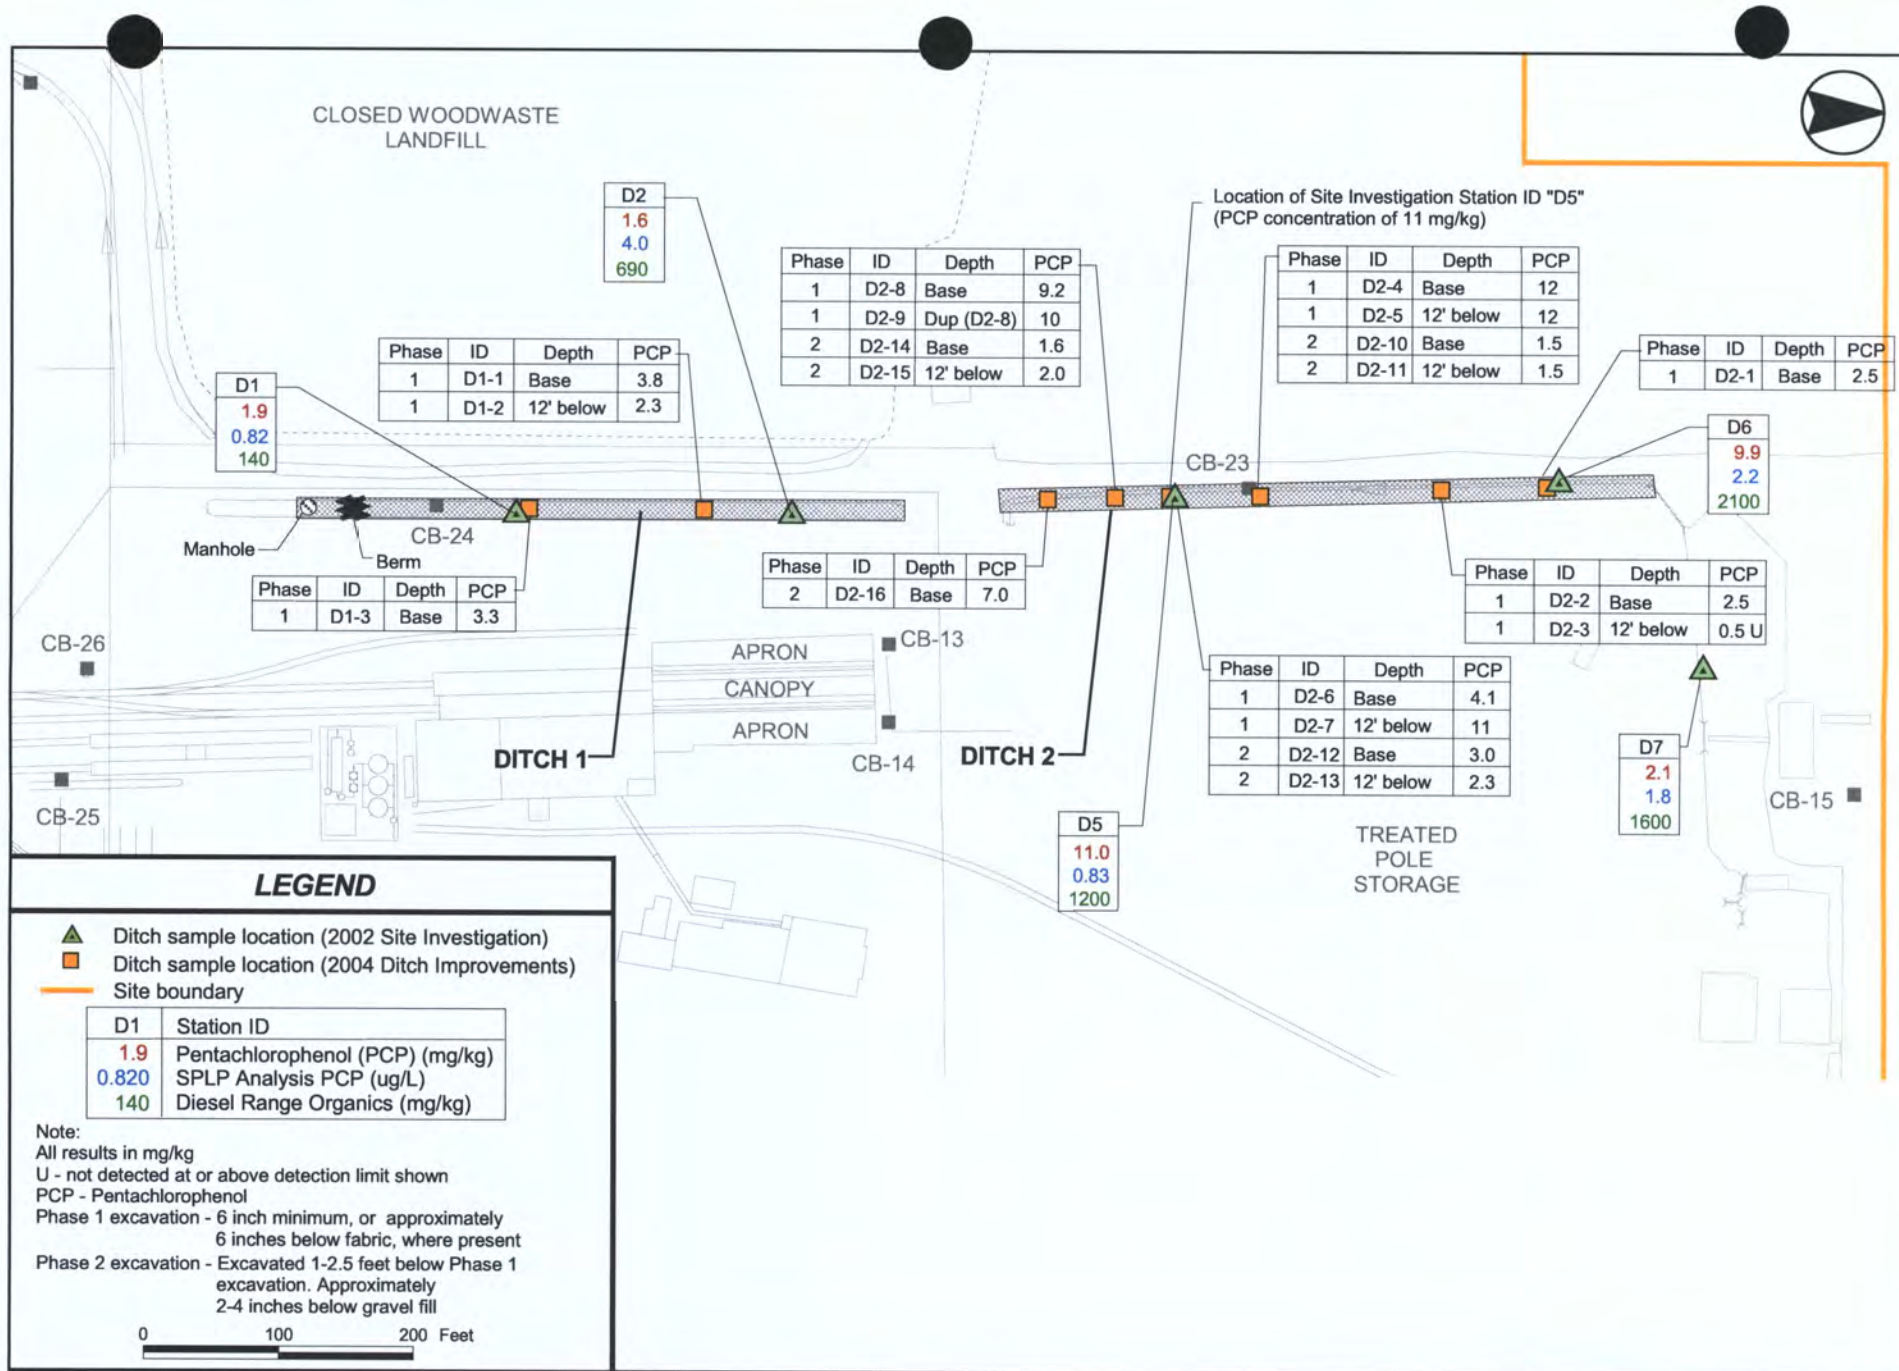 CLOSED WOODWASTE
LANDFILL
D2
1.6
4.0
690
Location of Site Investigation Station ID "D5"
(PCP concentration of 11 mg/kg)
Phase ID Depth PCP
1 D2-8 Base 9.2
1 D2-9 Dup (D2-8) 10
2 D2-14 Base 1.6
2 D2-15 12' below 2.0
Phase ID Depth PCP
1 D2-4 Base 12
1 D2-5 12' below 12
2 D2-10 Base 1.5
2 D2-11 12' below 1.5
Phase ID Depth PCP
1 D2-1 Base 2.5
Phase ID Depth PCP
1 D1-1 Base 3.8
1 D1-2 12' below 2.3
D1
1.9
0.82
140
D6
9.9
2.2
2100
CB-23
CB-24
Manhole
Berm
Phase ID Depth PCP
1 D1-3 Base 3.3
Phase ID Depth PCP
2 D2-16 Base 7.0
Phase ID Depth PCP
1 D2-2 Base 2.5
1 D2-3 12' below 0.5 U
CB-26
APRON
CANOPY
APRON
CB-13
CB-14
Phase ID Depth PCP
1 D2-6 Base 4.1
1 D2-7 12' below 11
2 D2-12 Base 3.0
2 D2-13 12' below 2.3
DITCH 1
DITCH 2
D7
2.1
1.8
1600
CB-15
CB-25
D5
11.0
0.83
1200
TREATED
POLE
STORAGE
LEGEND
Ditch sample location (2002 Site Investigation)
Ditch sample location (2004 Ditch Improvements)
Site boundary
D1 Station ID
1.9 Pentachlorophenol (PCP) (mg/kg)
0.820 SPLP Analysis PCP (ug/L)
140 Diesel Range Organics (mg/kg)
Note:
All results in mg/kg
U - not detected at or above detection limit shown
PCP - Pentachlorophenol
Phase 1 excavation - 6 inch minimum, or approximately
6 inches below fabric, where present
Phase 2 excavation - Excavated 1-2.5 feet below Phase 1
excavation. Approximately
2-4 inches below gravel fill
0 100 200 Feet